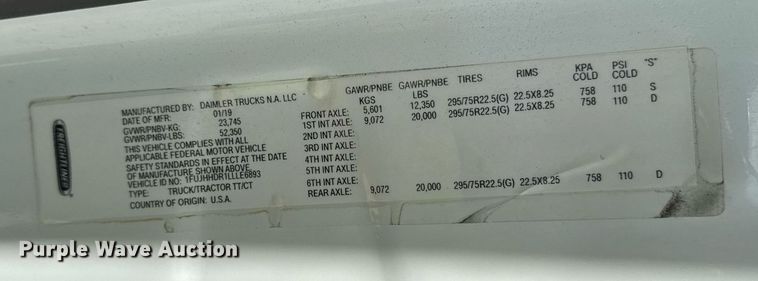 FREIGHTLINER
MANUFACTURED BY: DAIMLER TRUCKS N.A. LLC
DATE OF MFR: 01/19
GVWR/PNBV-KG: 23,745
GVWR/PNBV-LBS: 52,350
THIS VEHICLE COMPLIES WITH ALL
APPLICABLE FEDERAL MOTOR VEHICLE
SAFETY STANDARDS IN EFFECT AT THE DATE
OF MANUFACTURE SHOWN ABOVE
VEHICLE ID NO: 1FUJHHDR1LLLE6893
TYPE: TRUCK/TRACTOR TT/CT
COUNTRY OF ORIGIN: U.S.A.
GAWR/PNBE GAWR/PNBE TIRES RIMS KPA PSI "S"
KGS LBS COLD COLD
FRONT AXLE: 5,601 12,350 295/75R22.5(G) 22.5X8.25 758 110 S
1ST INT AXLE: 9,072 20,000 295/75R22.5(G) 22.5X8.25 758 110 D
2ND INT AXLE:
3RD INT AXLE:
4TH INT AXLE:
5TH INT AXLE:
6TH INT AXLE:
REAR AXLE: 9,072 20,000 295/75R22.5(G) 22.5X8.25 758 110 D
Purple Wave Auction